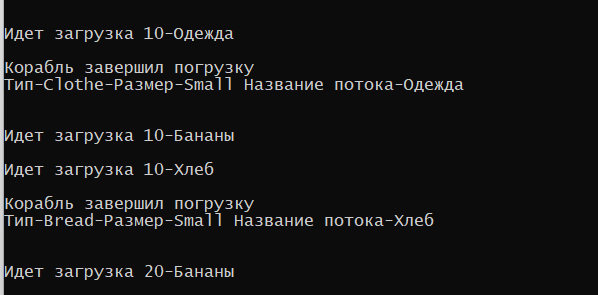 Идет загрузка 10-Одежда
Корабль завершил погрузку
Тип-Clothe-Размер-Small Название потока-Одежда
Идет загрузка 10-Бананы
Идет загрузка 10-Хлеб
Корабль завершил погрузку
Тип-Bread-Размер-Small Название потока-Хлеб
Идет загрузка 20-Бананы